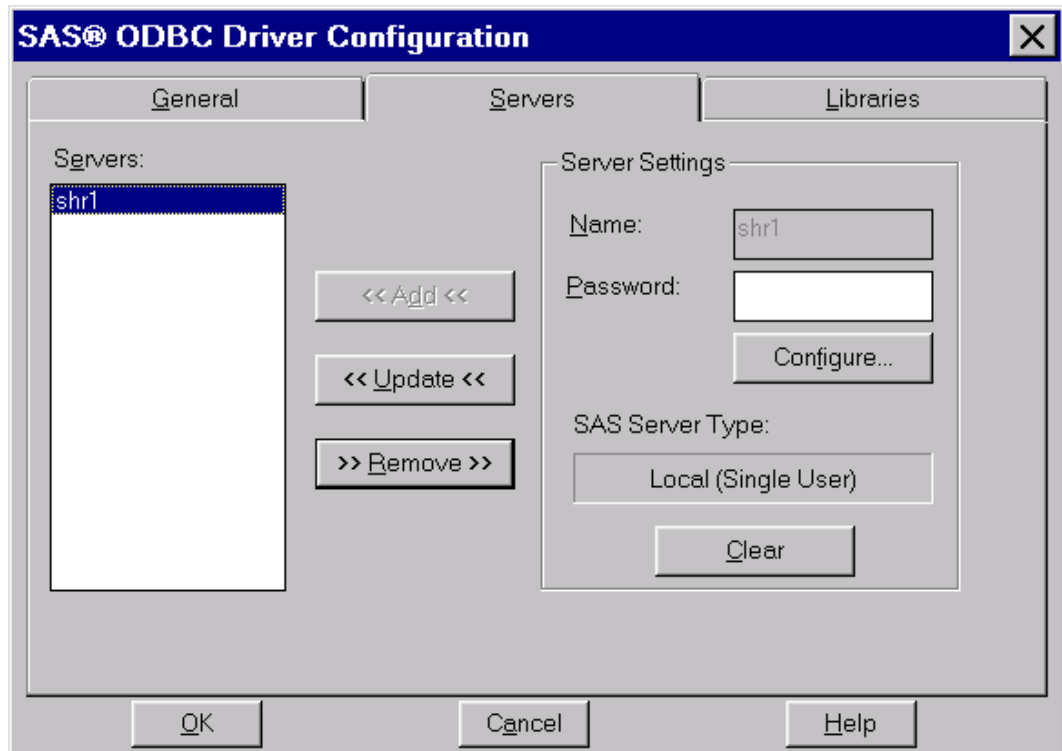 SAS® ODBC Driver Configuration
General
Servers
Libraries
Servers:
shr1
<< Add <<
<< Update <<
>> Remove >>
Server Settings
Name:
shr1
Password:
Configure...
SAS Server Type:
Local (Single User)
Clear
OK
Cancel
Help